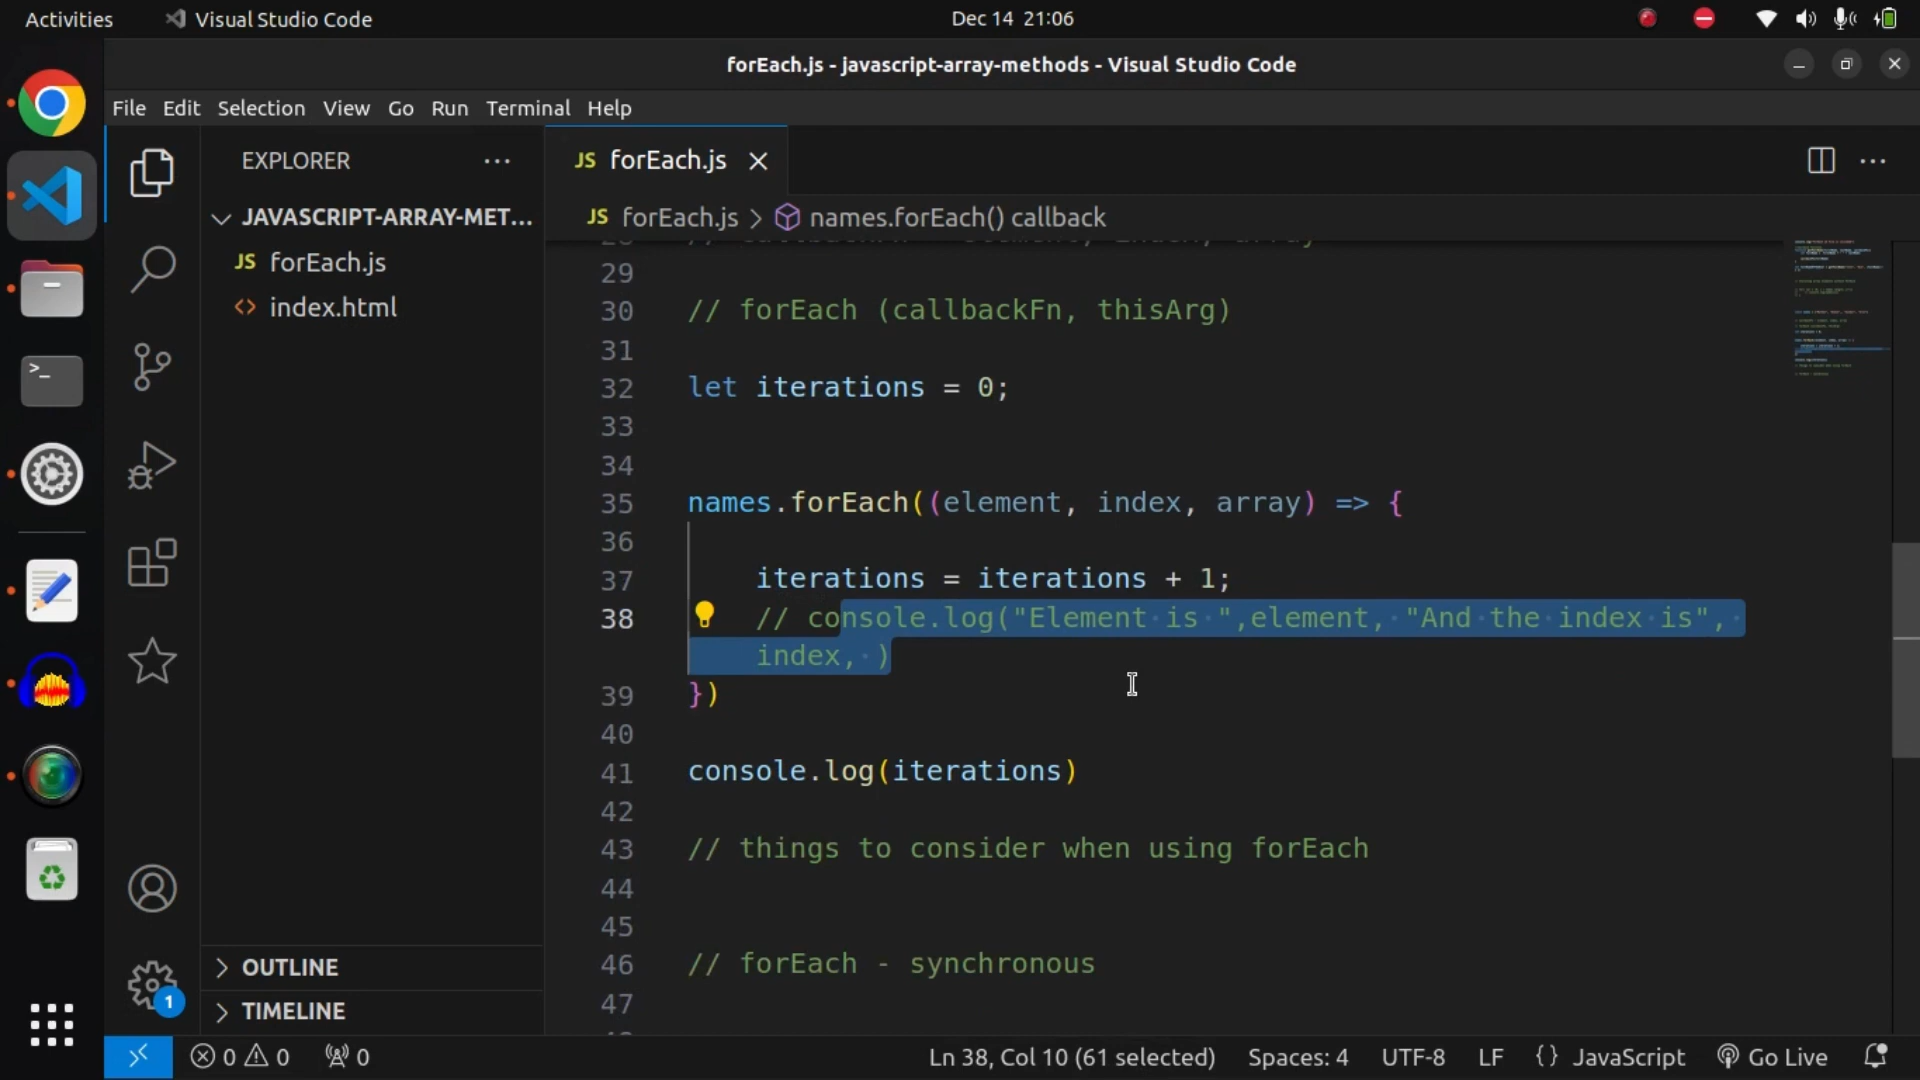 Activities
Visual Studio Code
Dec 14 21:06
forEach.js - javascript-array-methods - Visual Studio Code
File Edit Selection View Go Run Terminal Help
EXPLORER
JS forEach.js
JAVASCRIPT-ARRAY-MET...
JS forEach.js
<> index.html
JS forEach.js > names.forEach() callback
29
30 // forEach (callbackFn, thisArg)
31
32 let iterations = 0;
33
34
35 names.forEach((element, index, array) => {
36
37 iterations = iterations + 1;
38 // console.log("Element is ",element, "And the index is",
index, )
39 })
40
41 console.log(iterations)
42
43 // things to consider when using forEach
44
45
46 // forEach - synchronous
47
OUTLINE
TIMELINE
1
0 0 0
Ln 38, Col 10 (61 selected) Spaces: 4 UTF-8 LF {} JavaScript Go Live